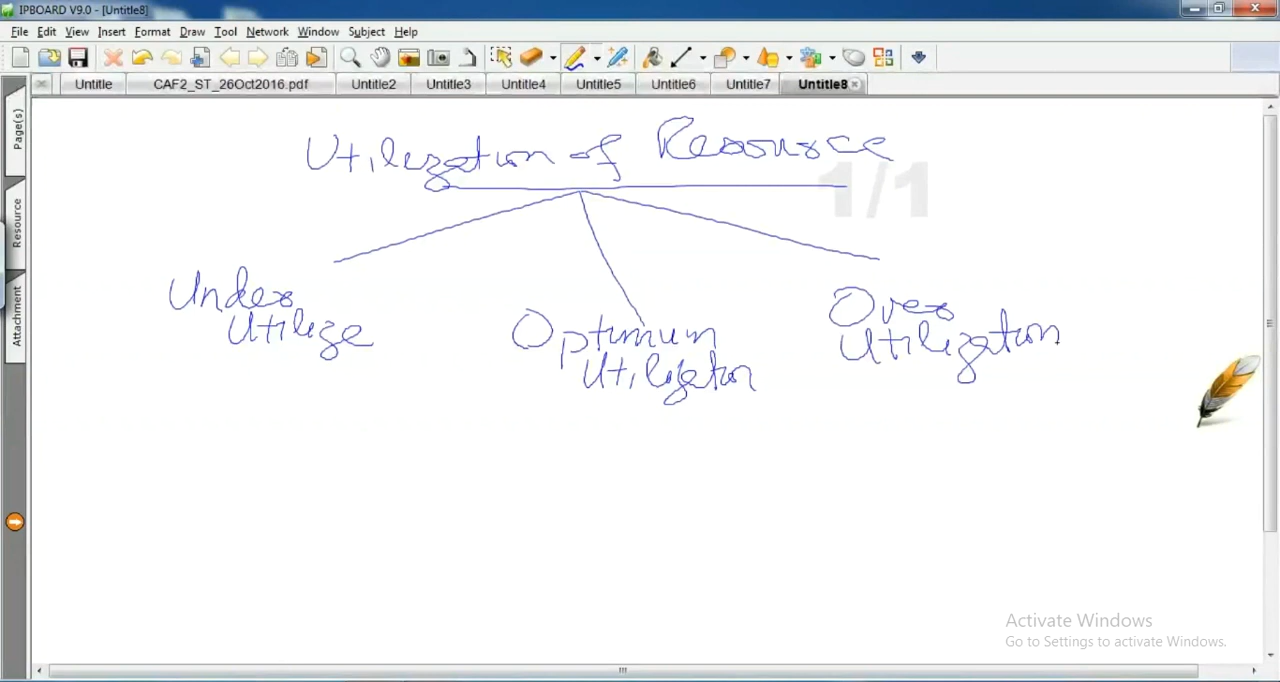 IPBOARD V9.0 - [Untitle8]
File Edit View Insert Format Draw Tool Network Window Subject Help
Untitle CAF2_ST_26Oct2016.pdf Untitle2 Untitle3 Untitle4 Untitle5 Untitle6 Untitle7 Untitle8
Page(s)
Resource
Attachment
Utilization of Resource
1/1
Under
Utilize
Optimum
Utilization
Over
Utilization
Activate Windows
Go to Settings to activate Windows.